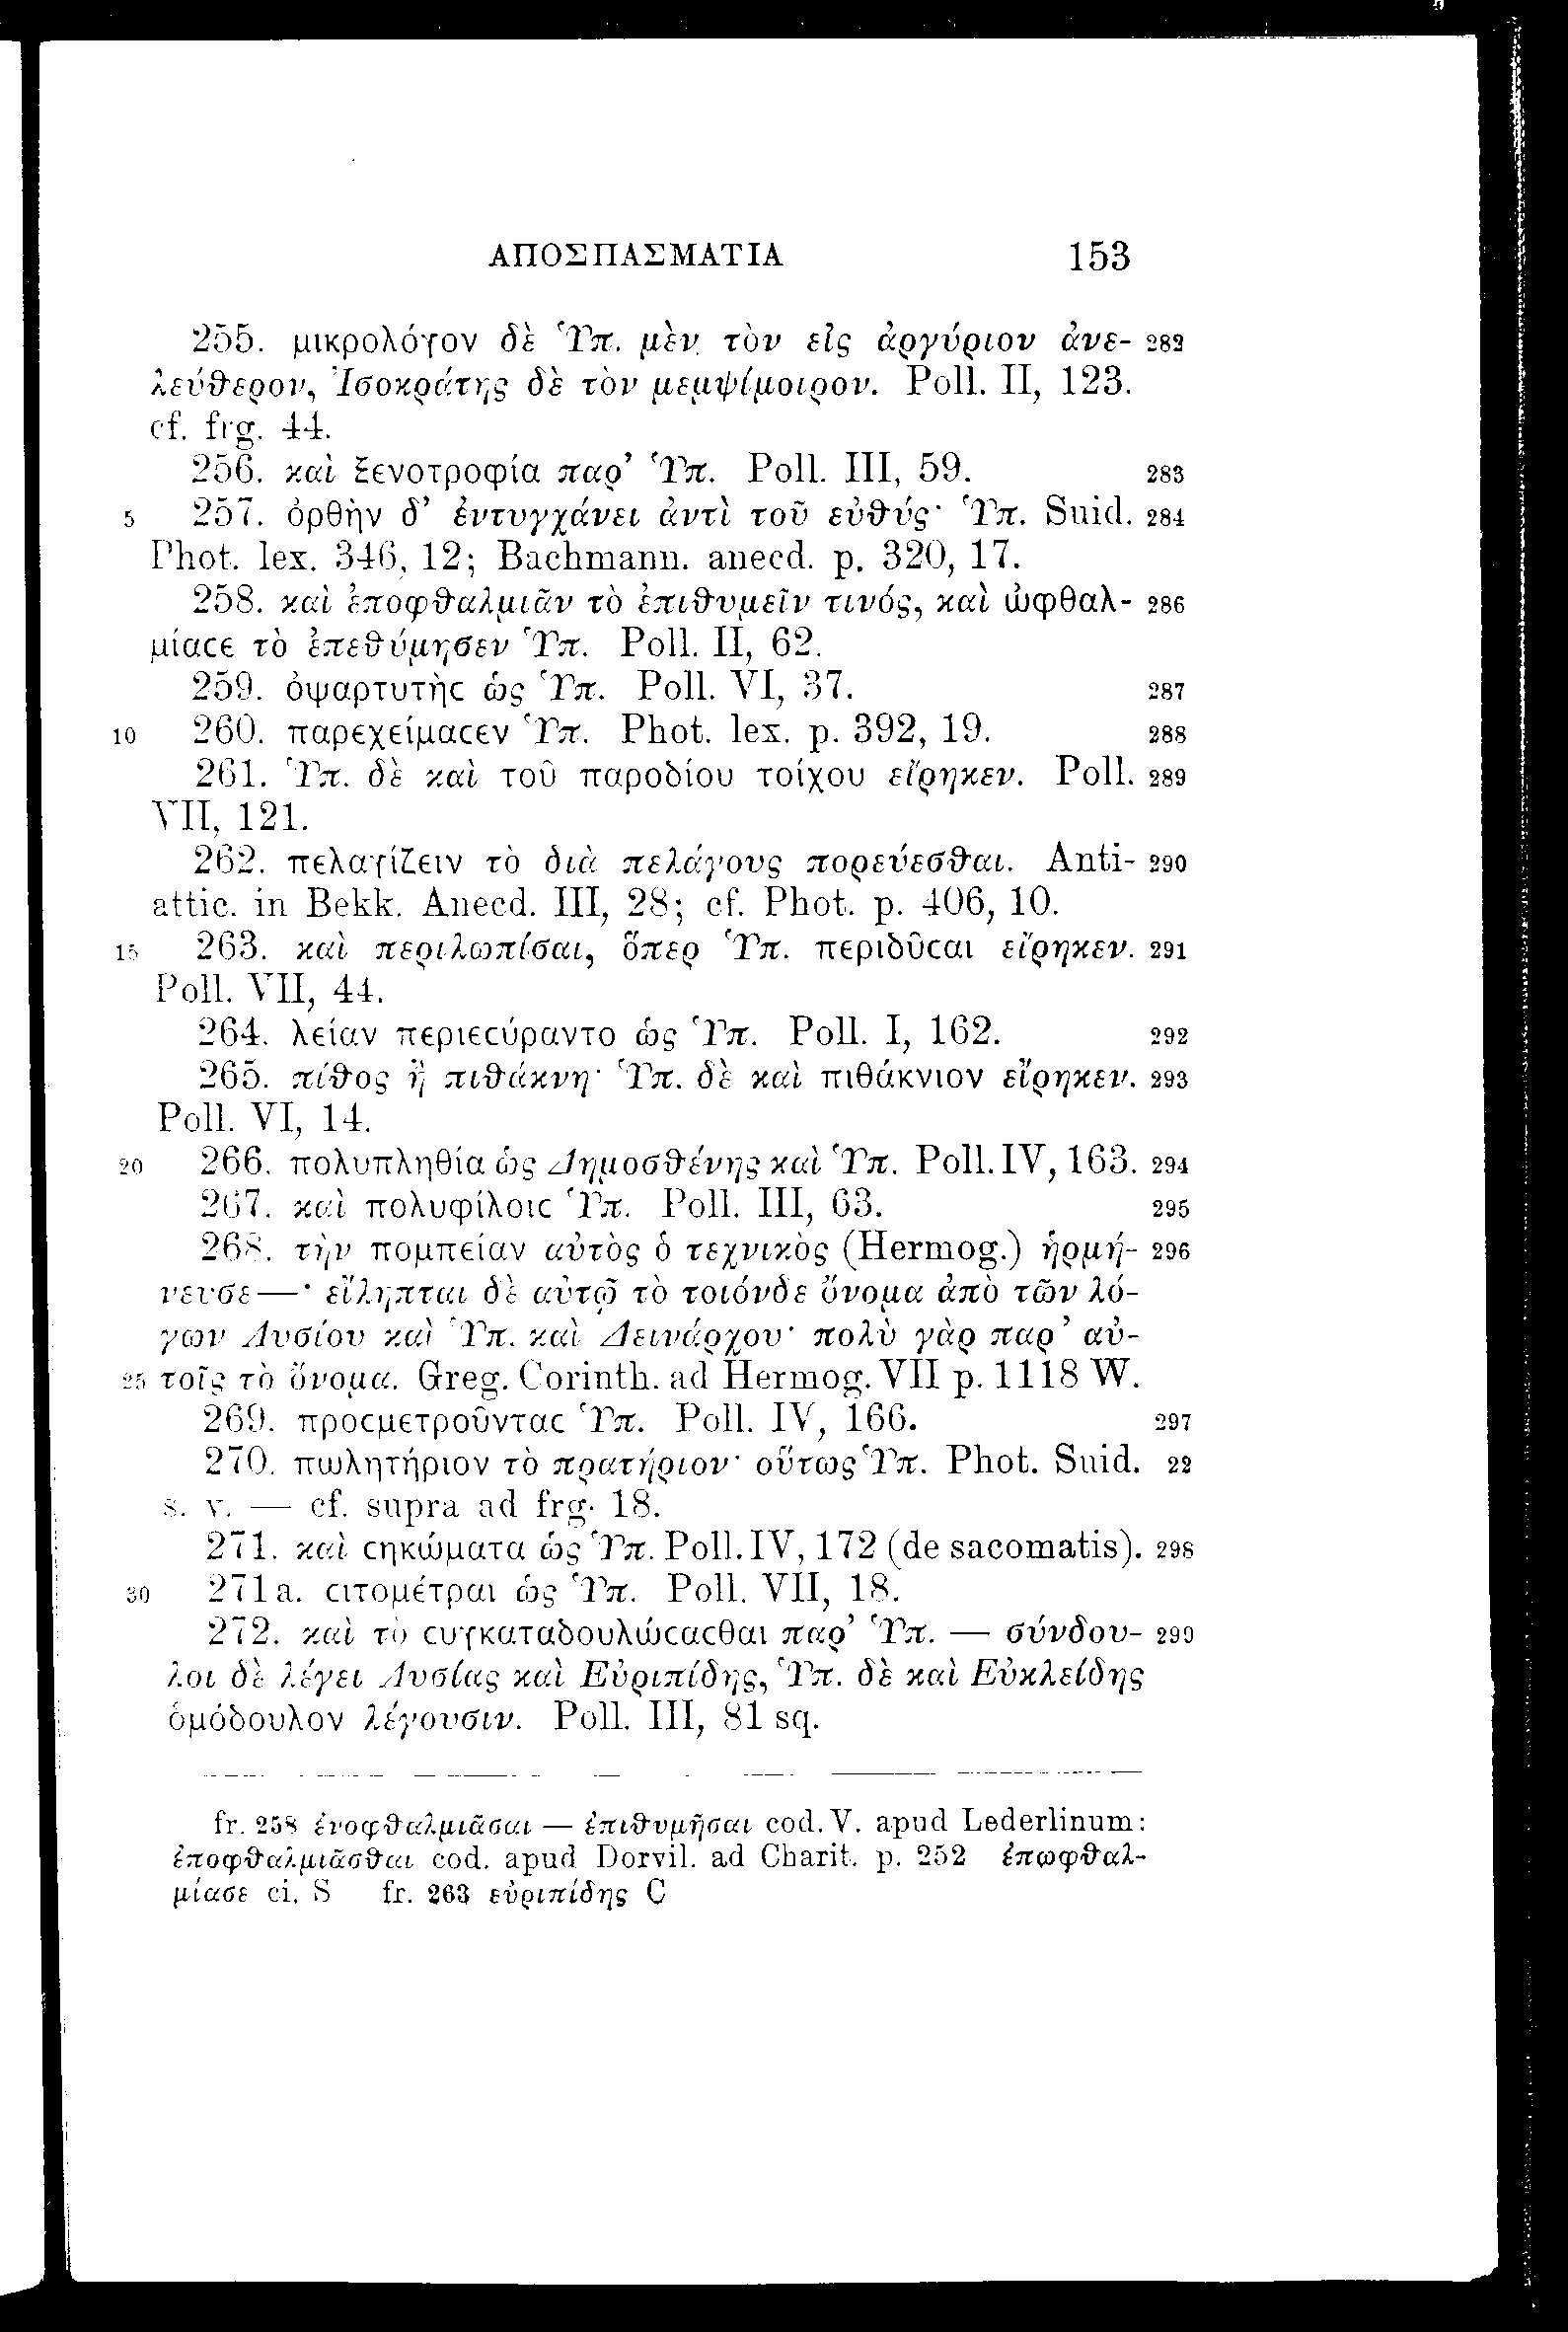 ΑΠΟΣΠΑΣΜΑΤΙΑ 153
255. μικρολόγον δὲ Ὑπ. μὲν τὸν εἰς ἀργύριον ἀνε- 282
λεύθερον, Ἰσοκράτης δὲ τὸν μεμψίμοιρον. Poll. II, 123.
cf. frg. 44.
256. καὶ ξενοτροφία παρ’ Ὑπ. Poll. III, 59. 283
5 257. ὀρθὴν δ’ ἐντυγχάνει ἀντὶ τοῦ εὐθύς· Ὑπ. Suid. 284
Phot. lex. 346, 12; Bachmann. anecd. p. 320, 17.
258. καὶ ἐποφθαλμιᾶν τὸ ἐπιθυμεῖν τινός, καὶ ὠφθαλ- 286
μίαϲε τὸ ἐπεθύμησεν Ὑπ. Poll. II, 62.
259. ὀψαρτυτὴϲ ὡς Ὑπ. Poll. VI, 37. 287
10 260. παρεχείμαϲεν Ὑπ. Phot. lex. p. 392, 19. 288
261. Ὑπ. δὲ καὶ τοῦ παροδίου τοίχου εἴρηκεν. Poll. 289
VII, 121.
262. πελαγίζειν τὸ διὰ πελάγους πορεύεσθαι. Anti- 290
attic. in Bekk. Anecd. III, 28; cf. Phot. p. 406, 10.
15 263. καὶ περιλωπίσαι, ὅπερ Ὑπ. περιδῦϲαι εἴρηκεν. 291
Poll. VII, 44.
264. λείαν περιεϲύραντο ὡς Ὑπ. Poll. I, 162. 292
265. πίθος ἢ πιθάκνη· Ὑπ. δὲ καὶ πιθάκνιον εἴρηκεν. 293
Poll. VI, 14.
20 266. πολυπληθία ὡς Δημοσθένης καὶ Ὑπ. Poll. IV, 163. 294
267. καὶ πολυφίλοιϲ Ὑπ. Poll. III, 63. 295
268. τὴν πομπείαν αὐτὸς ὁ τεχνικὸς (Hermog.) ἡρμή- 296
νευσε—· εἴληπται δὲ αὐτῷ τὸ τοιόνδε ὄνομα ἀπὸ τῶν λό-
γων Λυσίου καὶ Ὑπ. καὶ Δεινάρχου· πολὺ γὰρ παρ’ αὐ-
25 τοῖς τὸ ὄνομα. Greg. Corinth. ad Hermog. VII p. 1118 W.
269. προϲμετροῦνταϲ Ὑπ. Poll. IV, 166. 297
270. πωλητήριον τὸ πρατήριον· οὕτως Ὑπ. Phot. Suid. 22
s. v. — cf. supra ad frg. 18.
271. καὶ ϲηκώματα ὡς Ὑπ. Poll. IV, 172 (de sacomatis). 298
30 271a. ϲιτομέτραι ὡς Ὑπ. Poll. VII, 18.
272. καὶ τὸ ϲυγκαταδουλώϲαϲθαι παρ’ Ὑπ. — σύνδου- 299
λοι δὲ λέγει Λυσίας καὶ Εὐριπίδης, Ὑπ. δὲ καὶ Εὐκλείδης
ὁμόδουλον λέγουσιν. Poll. III, 81 sq.
fr. 258 ἐνοφθαλμιᾶσαι — ἐπιθυμῆσαι cod. V. apud Lederlinum:
ἐποφθαλμιᾶσθαι cod. apud Dorvil. ad Charit. p. 252 ἐπωφθαλ-
μίασε ci. S fr. 263 εὐριπίδης C